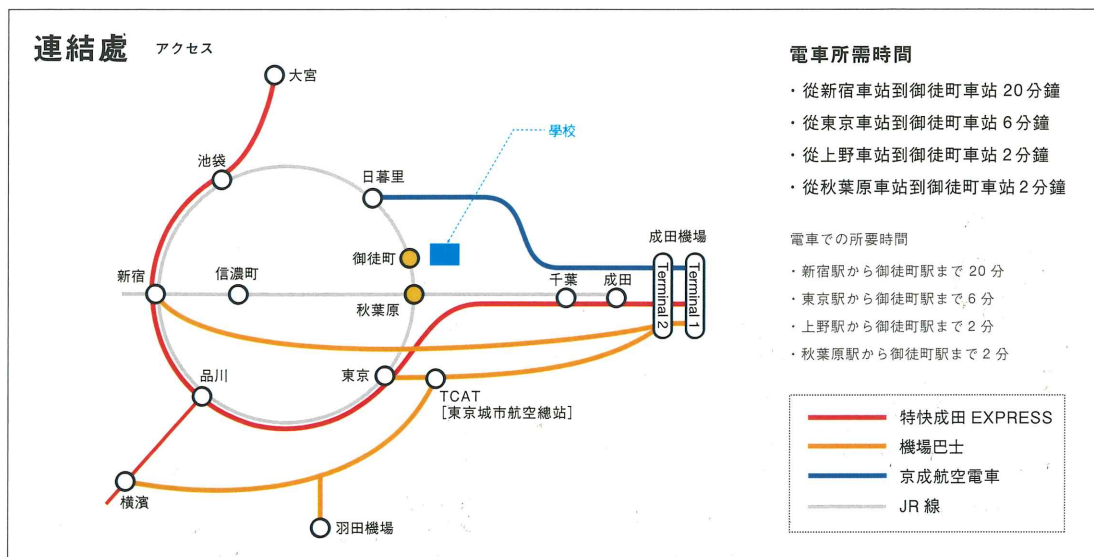 連結處 アクセス
大宮
學校
池袋
日暮里
御徒町
成田機場
新宿
信濃町
千葉
成田
秋葉原
Terminal 2
Terminal 1
品川
東京
TCAT
[東京城市航空總站]
横濱
羽田機場
電車所需時間
・從新宿車站到御徒町車站 20 分鐘
・從東京車站到御徒町車站 6 分鐘
・從上野車站到御徒町車站 2 分鐘
・從秋葉原車站到御徒町車站 2 分鐘
電車での所要時間
・新宿駅から御徒町駅まで 20 分
・東京駅から御徒町駅まで 6 分
・上野駅から御徒町駅まで 2 分
・秋葉原駅から御徒町駅まで 2 分
特快成田 EXPRESS
機場巴士
京成航空電車
JR 線